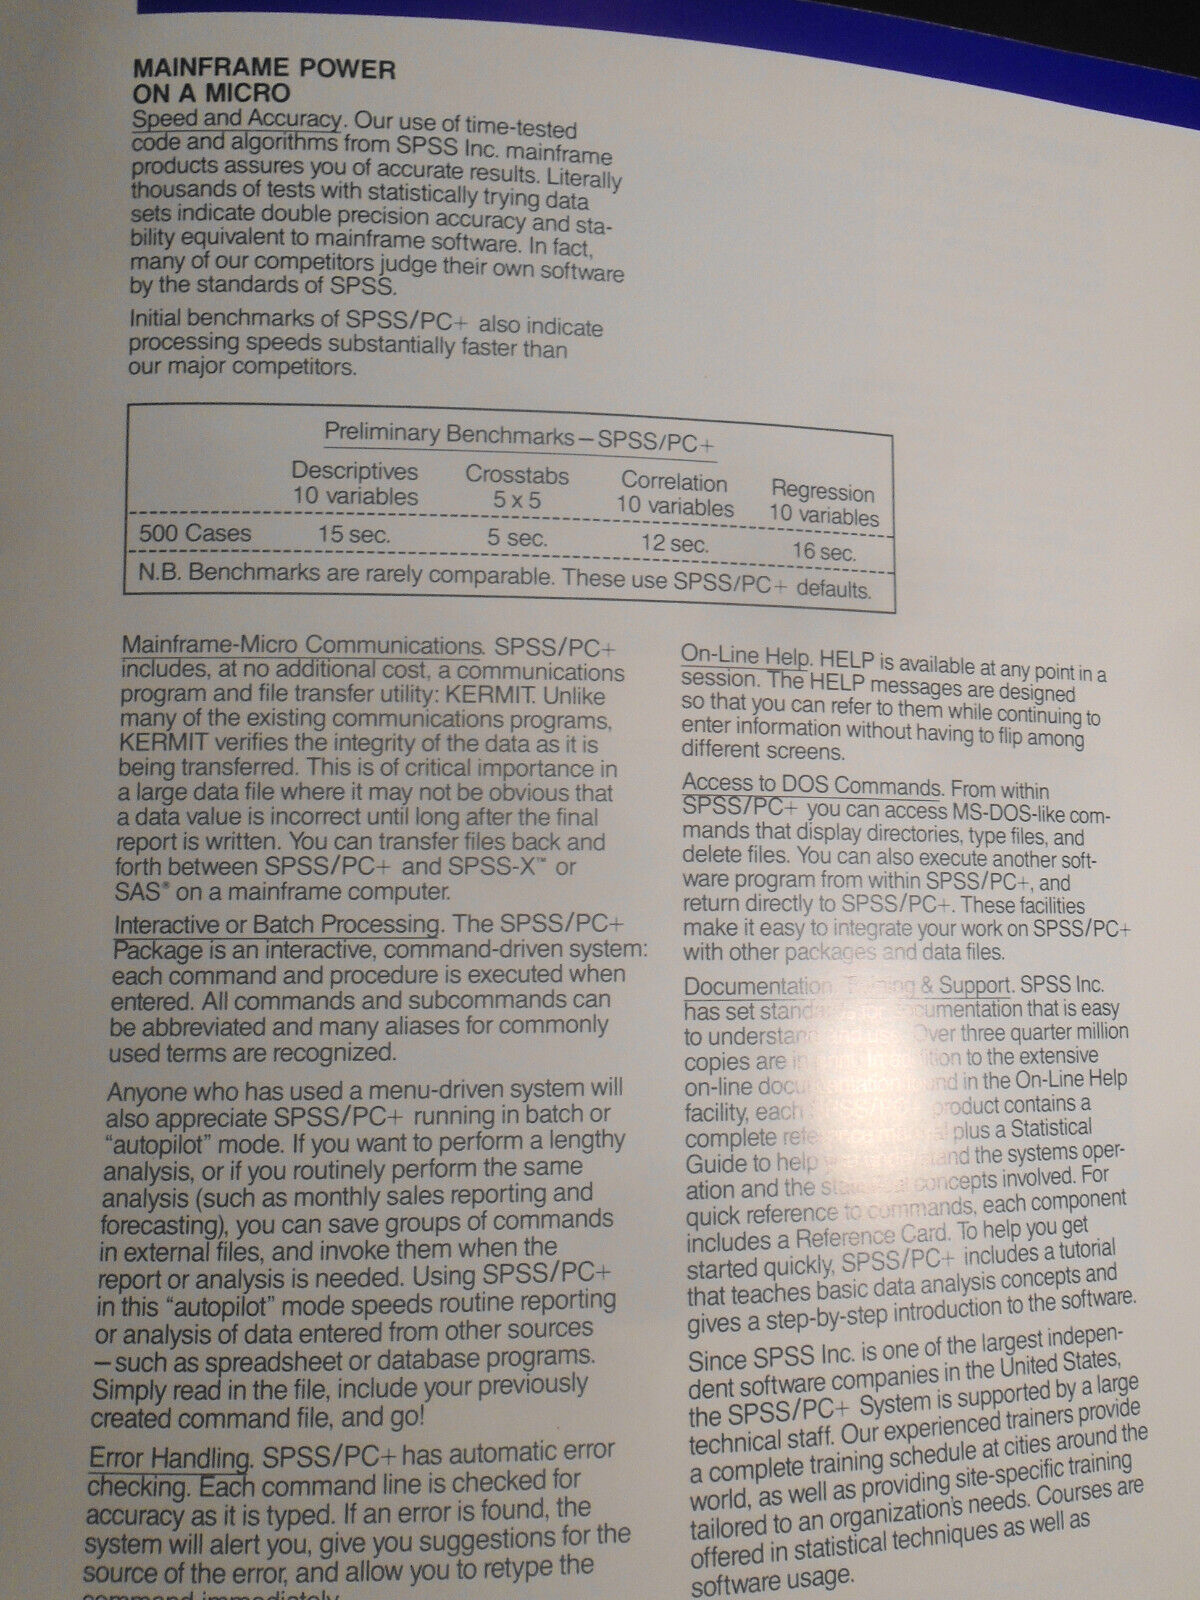 MAINFRAME POWER
ON A MICRO
Speed and Accuracy. Our use of time-tested
code and algorithms from SPSS Inc. mainframe
products assures you of accurate results. Literally
thousands of tests with statistically trying data
sets indicate double precision accuracy and sta-
bility equivalent to mainframe software. In fact,
many of our competitors judge their own software
by the standards of SPSS.
Initial benchmarks of SPSS/PC+ also indicate
processing speeds substantially faster than
our major competitors.
Preliminary Benchmarks—SPSS/PC+
Descriptives Crosstabs Correlation Regression
10 variables 5 x 5 10 variables 10 variables
500 Cases 15 sec. 5 sec. 12 sec. 16 sec.
N.B. Benchmarks are rarely comparable. These use SPSS/PC+ defaults.
Mainframe-Micro Communications. SPSS/PC+
includes, at no additional cost, a communications
program and file transfer utility: KERMIT. Unlike
many of the existing communications programs,
KERMIT verifies the integrity of the data as it is
being transferred. This is of critical importance in
a large data file where it may not be obvious that
a data value is incorrect until long after the final
report is written. You can transfer files back and
forth between SPSS/PC+ and SPSS-X™ or
SAS® on a mainframe computer.
Interactive or Batch Processing. The SPSS/PC+
Package is an interactive, command-driven system:
each command and procedure is executed when
entered. All commands and subcommands can
be abbreviated and many aliases for commonly
used terms are recognized.
Anyone who has used a menu-driven system will
also appreciate SPSS/PC+ running in batch or
“autopilot” mode. If you want to perform a lengthy
analysis, or if you routinely perform the same
analysis (such as monthly sales reporting and
forecasting), you can save groups of commands
in external files, and invoke them when the
report or analysis is needed. Using SPSS/PC+
in this “autopilot” mode speeds routine reporting
or analysis of data entered from other sources
—such as spreadsheet or database programs.
Simply read in the file, include your previously
created command file, and go!
Error Handling. SPSS/PC+ has automatic error
checking. Each command line is checked for
accuracy as it is typed. If an error is found, the
system will alert you, give you suggestions for the
source of the error, and allow you to retype the
command immediately
On-Line Help. HELP is available at any point in a
session. The HELP messages are designed
so that you can refer to them while continuing to
enter information without having to flip among
different screens.
Access to DOS Commands. From within
SPSS/PC+ you can access MS-DOS-like com-
mands that display directories, type files, and
delete files. You can also execute another soft-
ware program from within SPSS/PC+, and
return directly to SPSS/PC+. These facilities
make it easy to integrate your work on SPSS/PC+
with other packages and data files.
Documentation, Training & Support. SPSS Inc.
has set standards for documentation that is easy
to understand Over three quarter million
copies are in to the extensive
on-line documentation found in the On-Line Help
facility, each product contains a
complete plus a Statistical
Guide to help you understand the systems oper-
ation and the statistical concepts involved. For
quick reference to commands, each component
includes a Reference Card. To help you get
started quickly, SPSS/PC+ includes a tutorial
that teaches basic data analysis concepts and
gives a step-by-step introduction to the software.
Since SPSS Inc. is one of the largest indepen-
dent software companies in the United States,
the SPSS/PC+ System is supported by a large
technical staff. Our experienced trainers provide
a complete training schedule at cities around the
world, as well as providing site-specific training
tailored to an organization's needs. Courses are
offered in statistical techniques as well as
software usage.